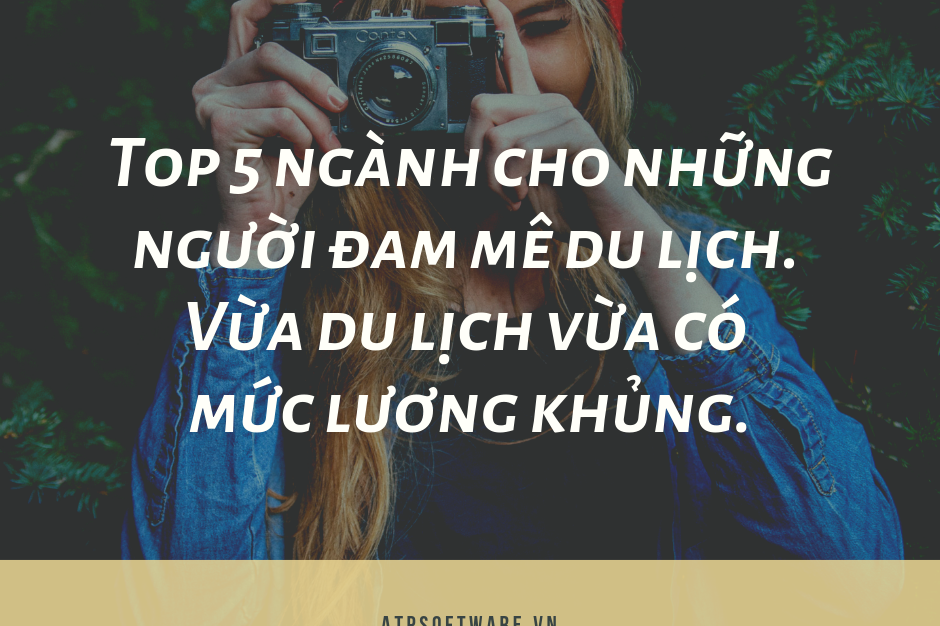 Contax
Top 5 ngành cho những
người đam mê du lịch.
Vừa du lịch vừa có
mức lương khủng.
ATPSOFTWARE.VN